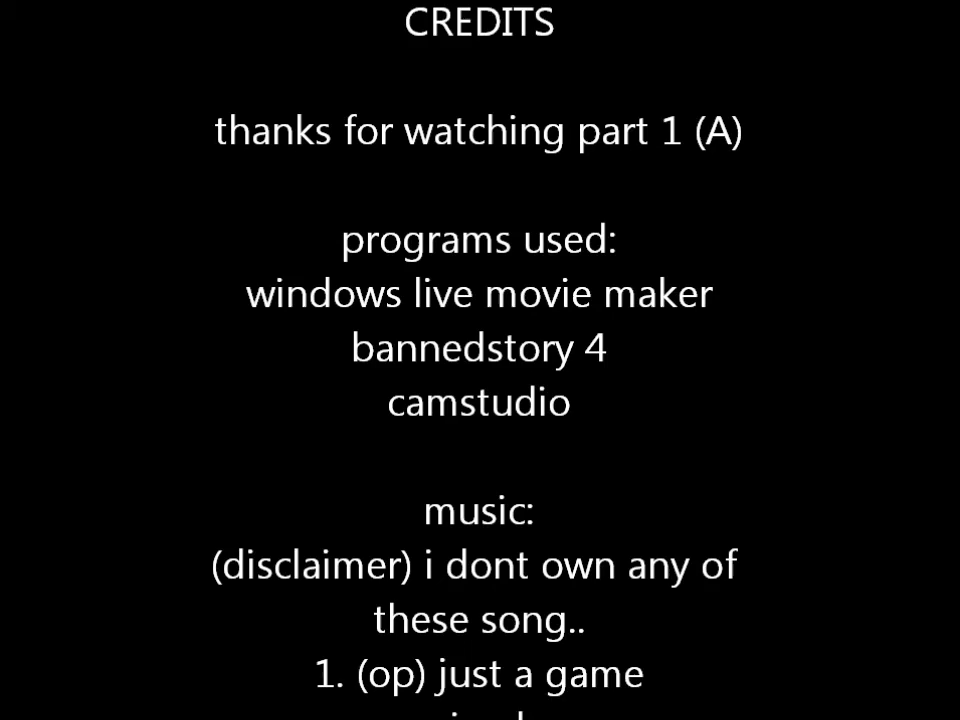 CREDITS
thanks for watching part 1 (A)
programs used:
windows live movie maker
bannedstory 4
camstudio
music:
(disclaimer) i dont own any of
these song..
1. (op) just a game